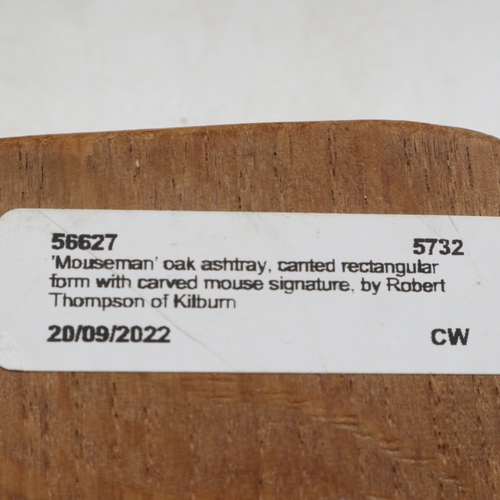 56627 5732
'Mouseman' oak ashtray, canted rectangular
form with carved mouse signature, by Robert
Thompson of Kilburn
20/09/2022 CW